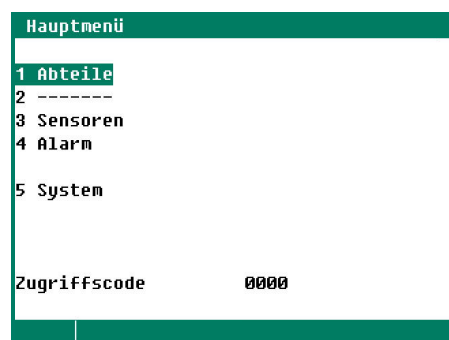 Hauptmenü
1 Abteile
2 -------
3 Sensoren
4 Alarm
5 System
Zugriffscode 0000